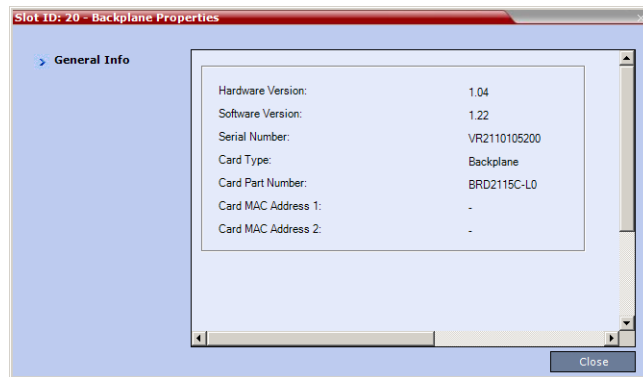 Slot ID: 20 - Backplane Properties
General Info
Hardware Version: 1.04
Software Version: 1.22
Serial Number: VR2110105200
Card Type: Backplane
Card Part Number: BRD2115C-L0
Card MAC Address 1: -
Card MAC Address 2: -
Close